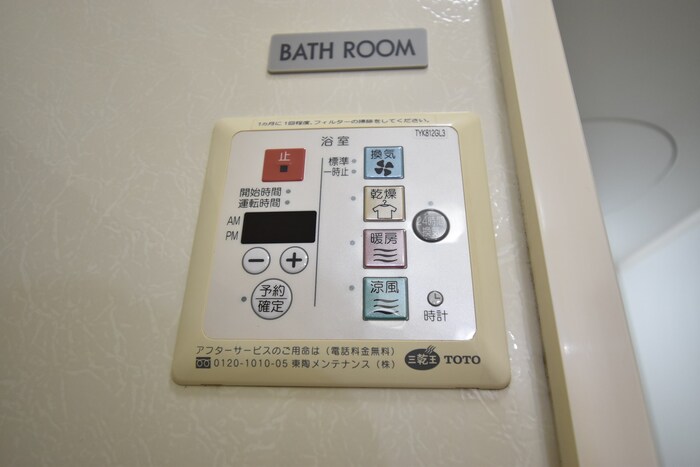 BATH ROOM
TYK812GL3
浴室
止
標準
一時止
換気
開始時間
運転時間
乾燥
AM
PM
暖房
予約
確定
涼風
時計
アフターサービスのご用命は（電話料金無料）
0120-1010-05 東陶メンテナンス（株）
三乾王 TOTO